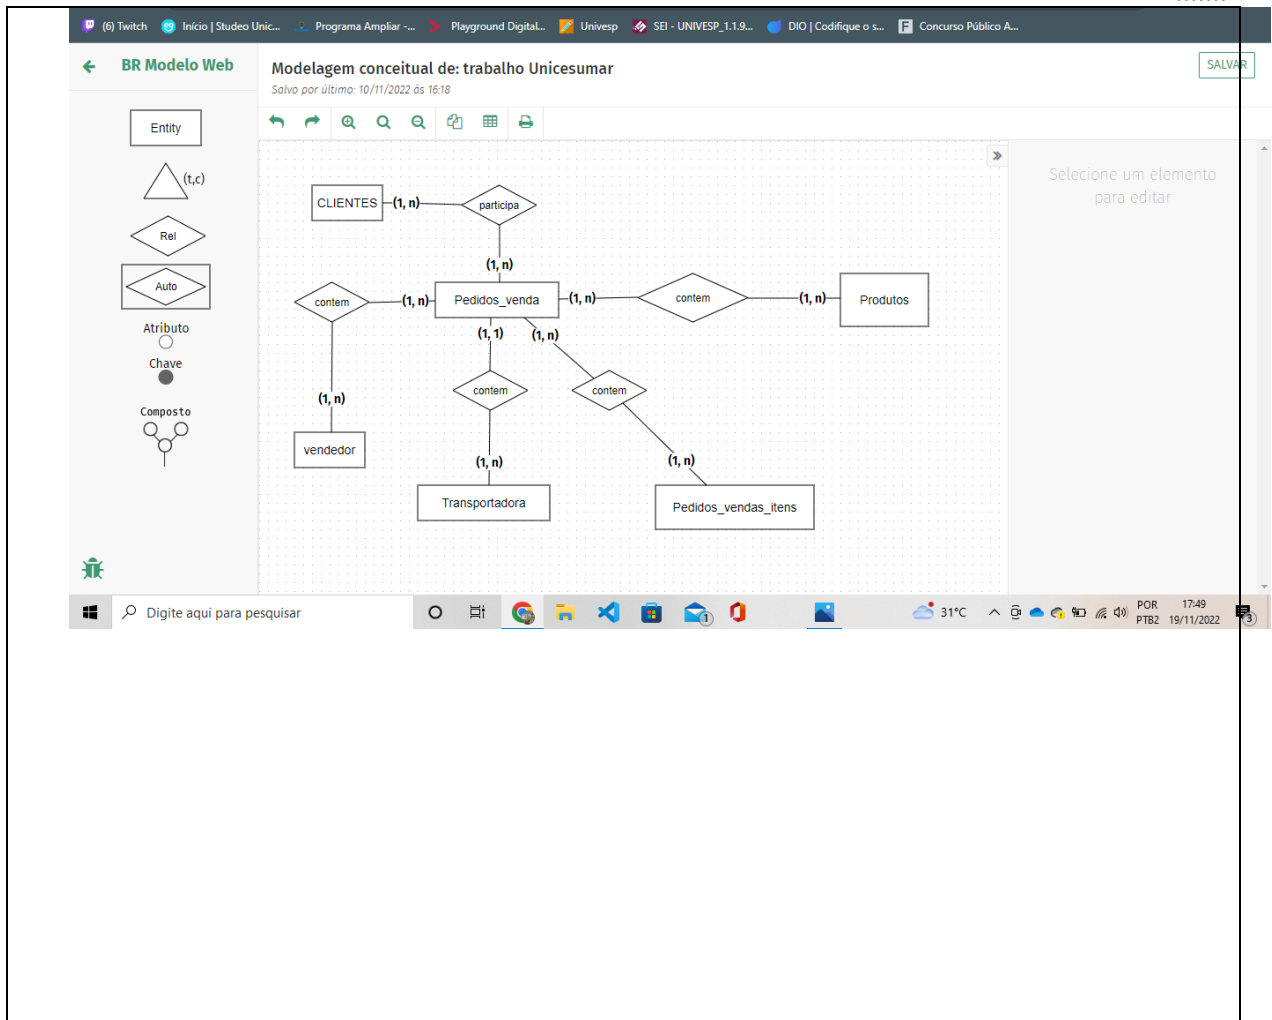 (6) Twitch Início | Studeo Unic... Programa Ampliar -... Playground Digital... Univesp SEI - UNIVESP_1.1.9... DIO | Codifique o s... F Concurso Público A...
BR Modelo Web
Modelagem conceitual de: trabalho Unicesumar
SALVAR
Salvo por último: 10/11/2022 às 16:18
Entity
(t,c)
Rel
Auto
Atributo
Chave
Composto
CLIENTES (1, n) participa
(1, n)
contem (1, n) Pedidos_venda (1, n) contem (1, n) Produtos
(1, 1) (1, n)
contem contem
(1, n)
vendedor
(1, n) (1, n)
Transportadora
Pedidos_vendas_itens
Selecione um elemento
para editar
Digite aqui para pesquisar
1
31°C
POR 17:49
PTB2 19/11/2022
3